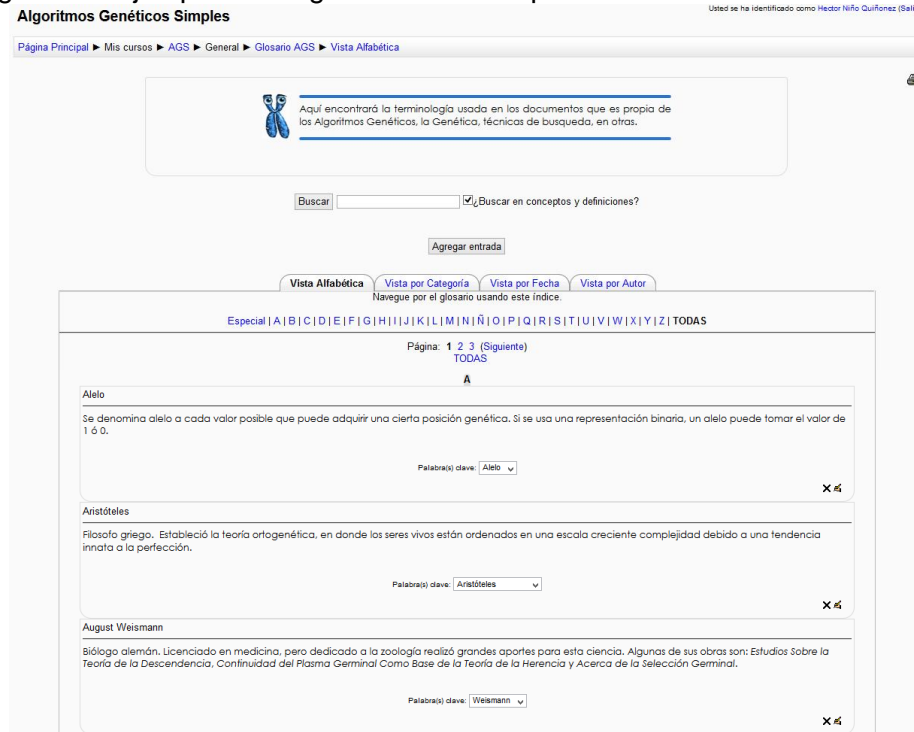 Algoritmos Genéticos Simples
Usted se ha identificado como Hector Niño Quiñonez
Página Principal ► Mis cursos ► AGS ► General ► Glosario AGS ► Vista Alfabética
Aquí encontrará la terminología usada en los documentos que es propia de
los Algoritmos Genéticos, la Genética, técnicas de busqueda, en otras.
Buscar ¿Buscar en conceptos y definiciones?
Agregar entrada
Vista Alfabética Vista por Categoría Vista por Fecha Vista por Autor
Navegue por el glosario usando este índice.
Especial | A | B | C | D | E | F | G | H | I | J | K | L | M | N | Ñ | O | P | Q | R | S | T | U | V | W | X | Y | Z | TODAS
Página: 1 2 3 (Siguiente)
TODAS
A
Alelo
Se denomina alelo a cada valor posible que puede adquirir una cierta posición genética. Si se usa una representación binaria, un alelo puede tomar el valor de
1 ó 0.
Palabra(s) clave: Alelo
Aristóteles
Filosofo griego. Estableció la teoría ortogenética, en donde los seres vivos están ordenados en una escala creciente complejidad debido a una tendencia
innata a la perfección.
Palabra(s) clave: Aristóteles
August Weismann
Biólogo alemán. Licenciado en medicina, pero dedicado a la zoología realizó grandes aportes para esta ciencia. Algunas de sus obras son: Estudios Sobre la
Teoría de la Descendencia, Continuidad del Plasma Germinal Como Base de la Teoría de la Herencia y Acerca de la Selección Germinal.
Palabra(s) clave: Weismann